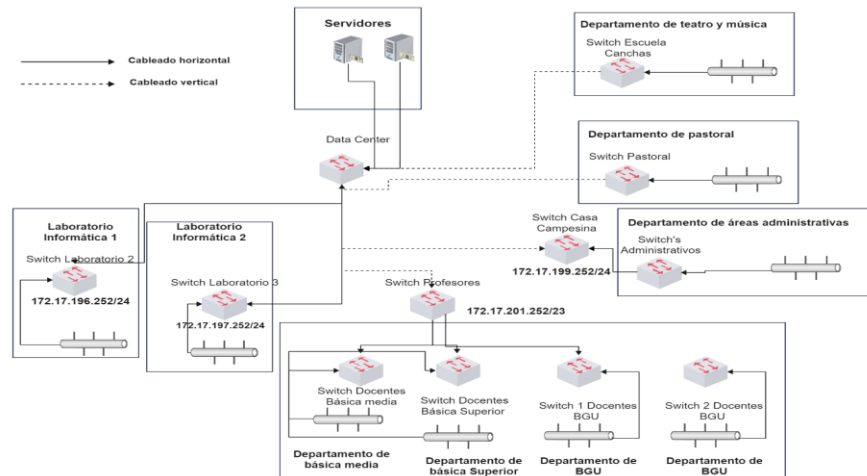 Servidores
Departamento de teatro y música
Switch Escuela
Canchas
Cableado horizontal
Cableado vertical
Data Center
Departamento de pastoral
Switch Pastoral
Laboratorio
Informática 1
Switch Laboratorio 2
172.17.196.252/24
Laboratorio
Informática 2
Switch Laboratorio 3
172.17.197.252/24
Switch Casa
Campesina
172.17.199.252/24
Departamento de áreas administrativas
Switch's
Administrativos
Switch Profesores
172.17.201.252/23
Switch Docentes
Básica media
Switch Docentes
Básica Superior
Switch 1 Docentes
BGU
Switch 2 Docentes
BGU
Departamento de
básica media
Departamento de
básica Superior
Departamento de
BGU
Departamento de
BGU